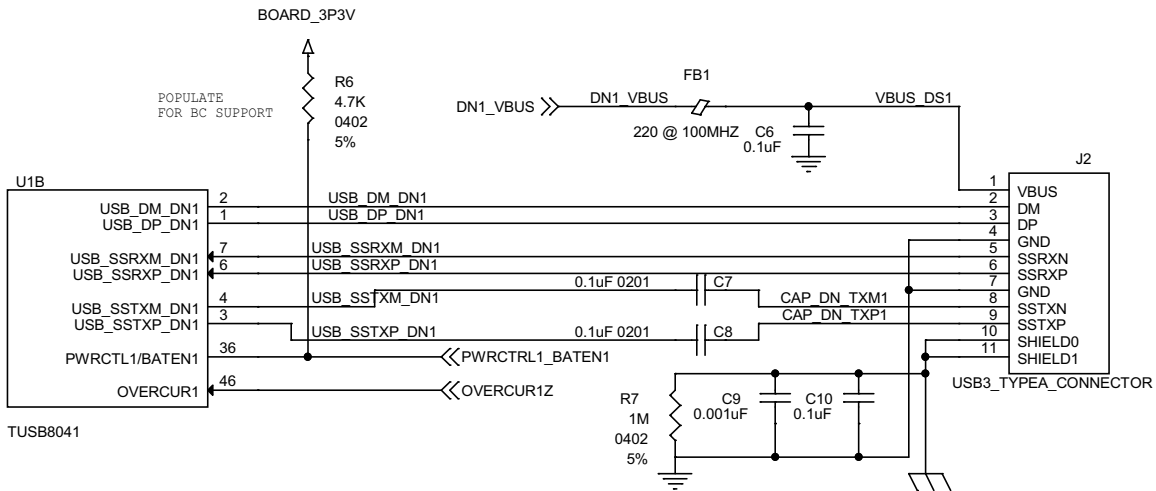 BOARD_3P3V
R6
4.7K
0402
5%
POPULATE
FOR BC SUPPORT
FB1
DN1_VBUS
DN1_VBUS
VBUS_DS1
220 @ 100MHZ
C6
0.1uF
J2
U1B
USB_DM_DN1
2
USB_DM_DN1
USB_DP_DN1
1
USB_DP_DN1
USB_SSRXM_DN1
7
USB_SSRXM_DN1
USB_SSRXP_DN1
6
USB_SSRXP_DN1
USB_SSTXM_DN1
4
USB_SSTXM_DN1
0.1uF 0201
C7
CAP_DN_TXM1
USB_SSTXP_DN1
3
USB_SSTXP_DN1
0.1uF 0201
C8
CAP_DN_TXP1
PWRCTL1/BATEN1
36
PWRCTRL1_BATEN1
OVERCUR1
46
OVERCUR1Z
TUSB8041
1
VBUS
2
DM
3
DP
4
GND
5
SSRXN
6
SSRXP
7
GND
8
SSTXN
9
SSTXP
10
SHIELD0
11
SHIELD1
USB3_TYPEA_CONNECTOR
R7
1M
0402
5%
C9
0.001uF
C10
0.1uF